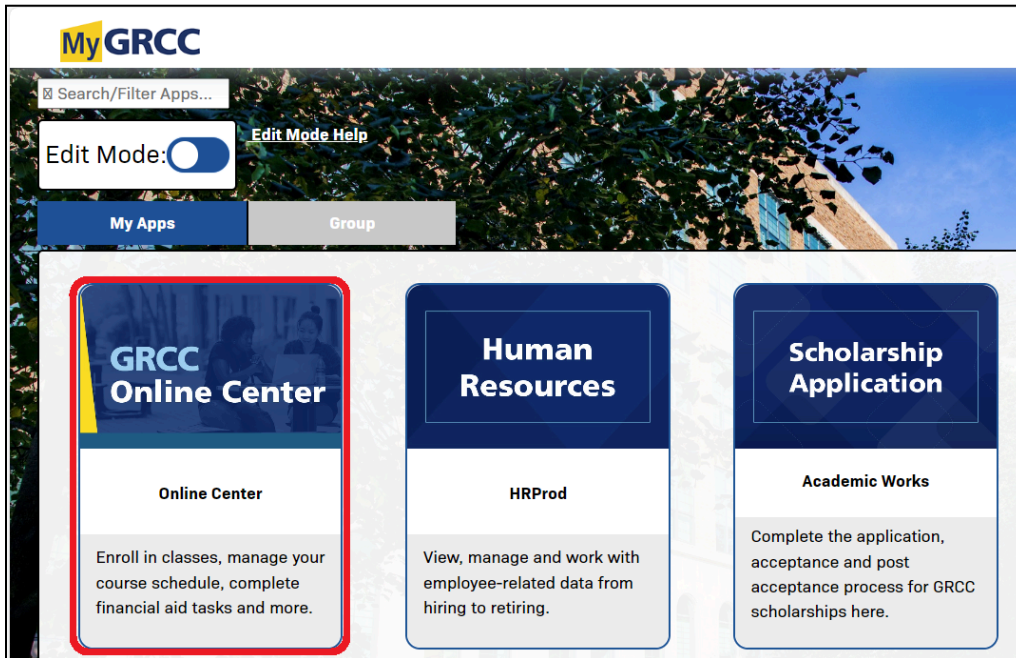 My GRCC
Search/Filter Apps...
Edit Mode:
Edit Mode Help
My Apps
Group
GRCC
Online Center
Online Center
Enroll in classes, manage your
course schedule, complete
financial aid tasks and more.
Human
Resources
HRProd
View, manage and work with
employee-related data from
hiring to retiring.
Scholarship
Application
Academic Works
Complete the application,
acceptance and post
acceptance process for GRCC
scholarships here.